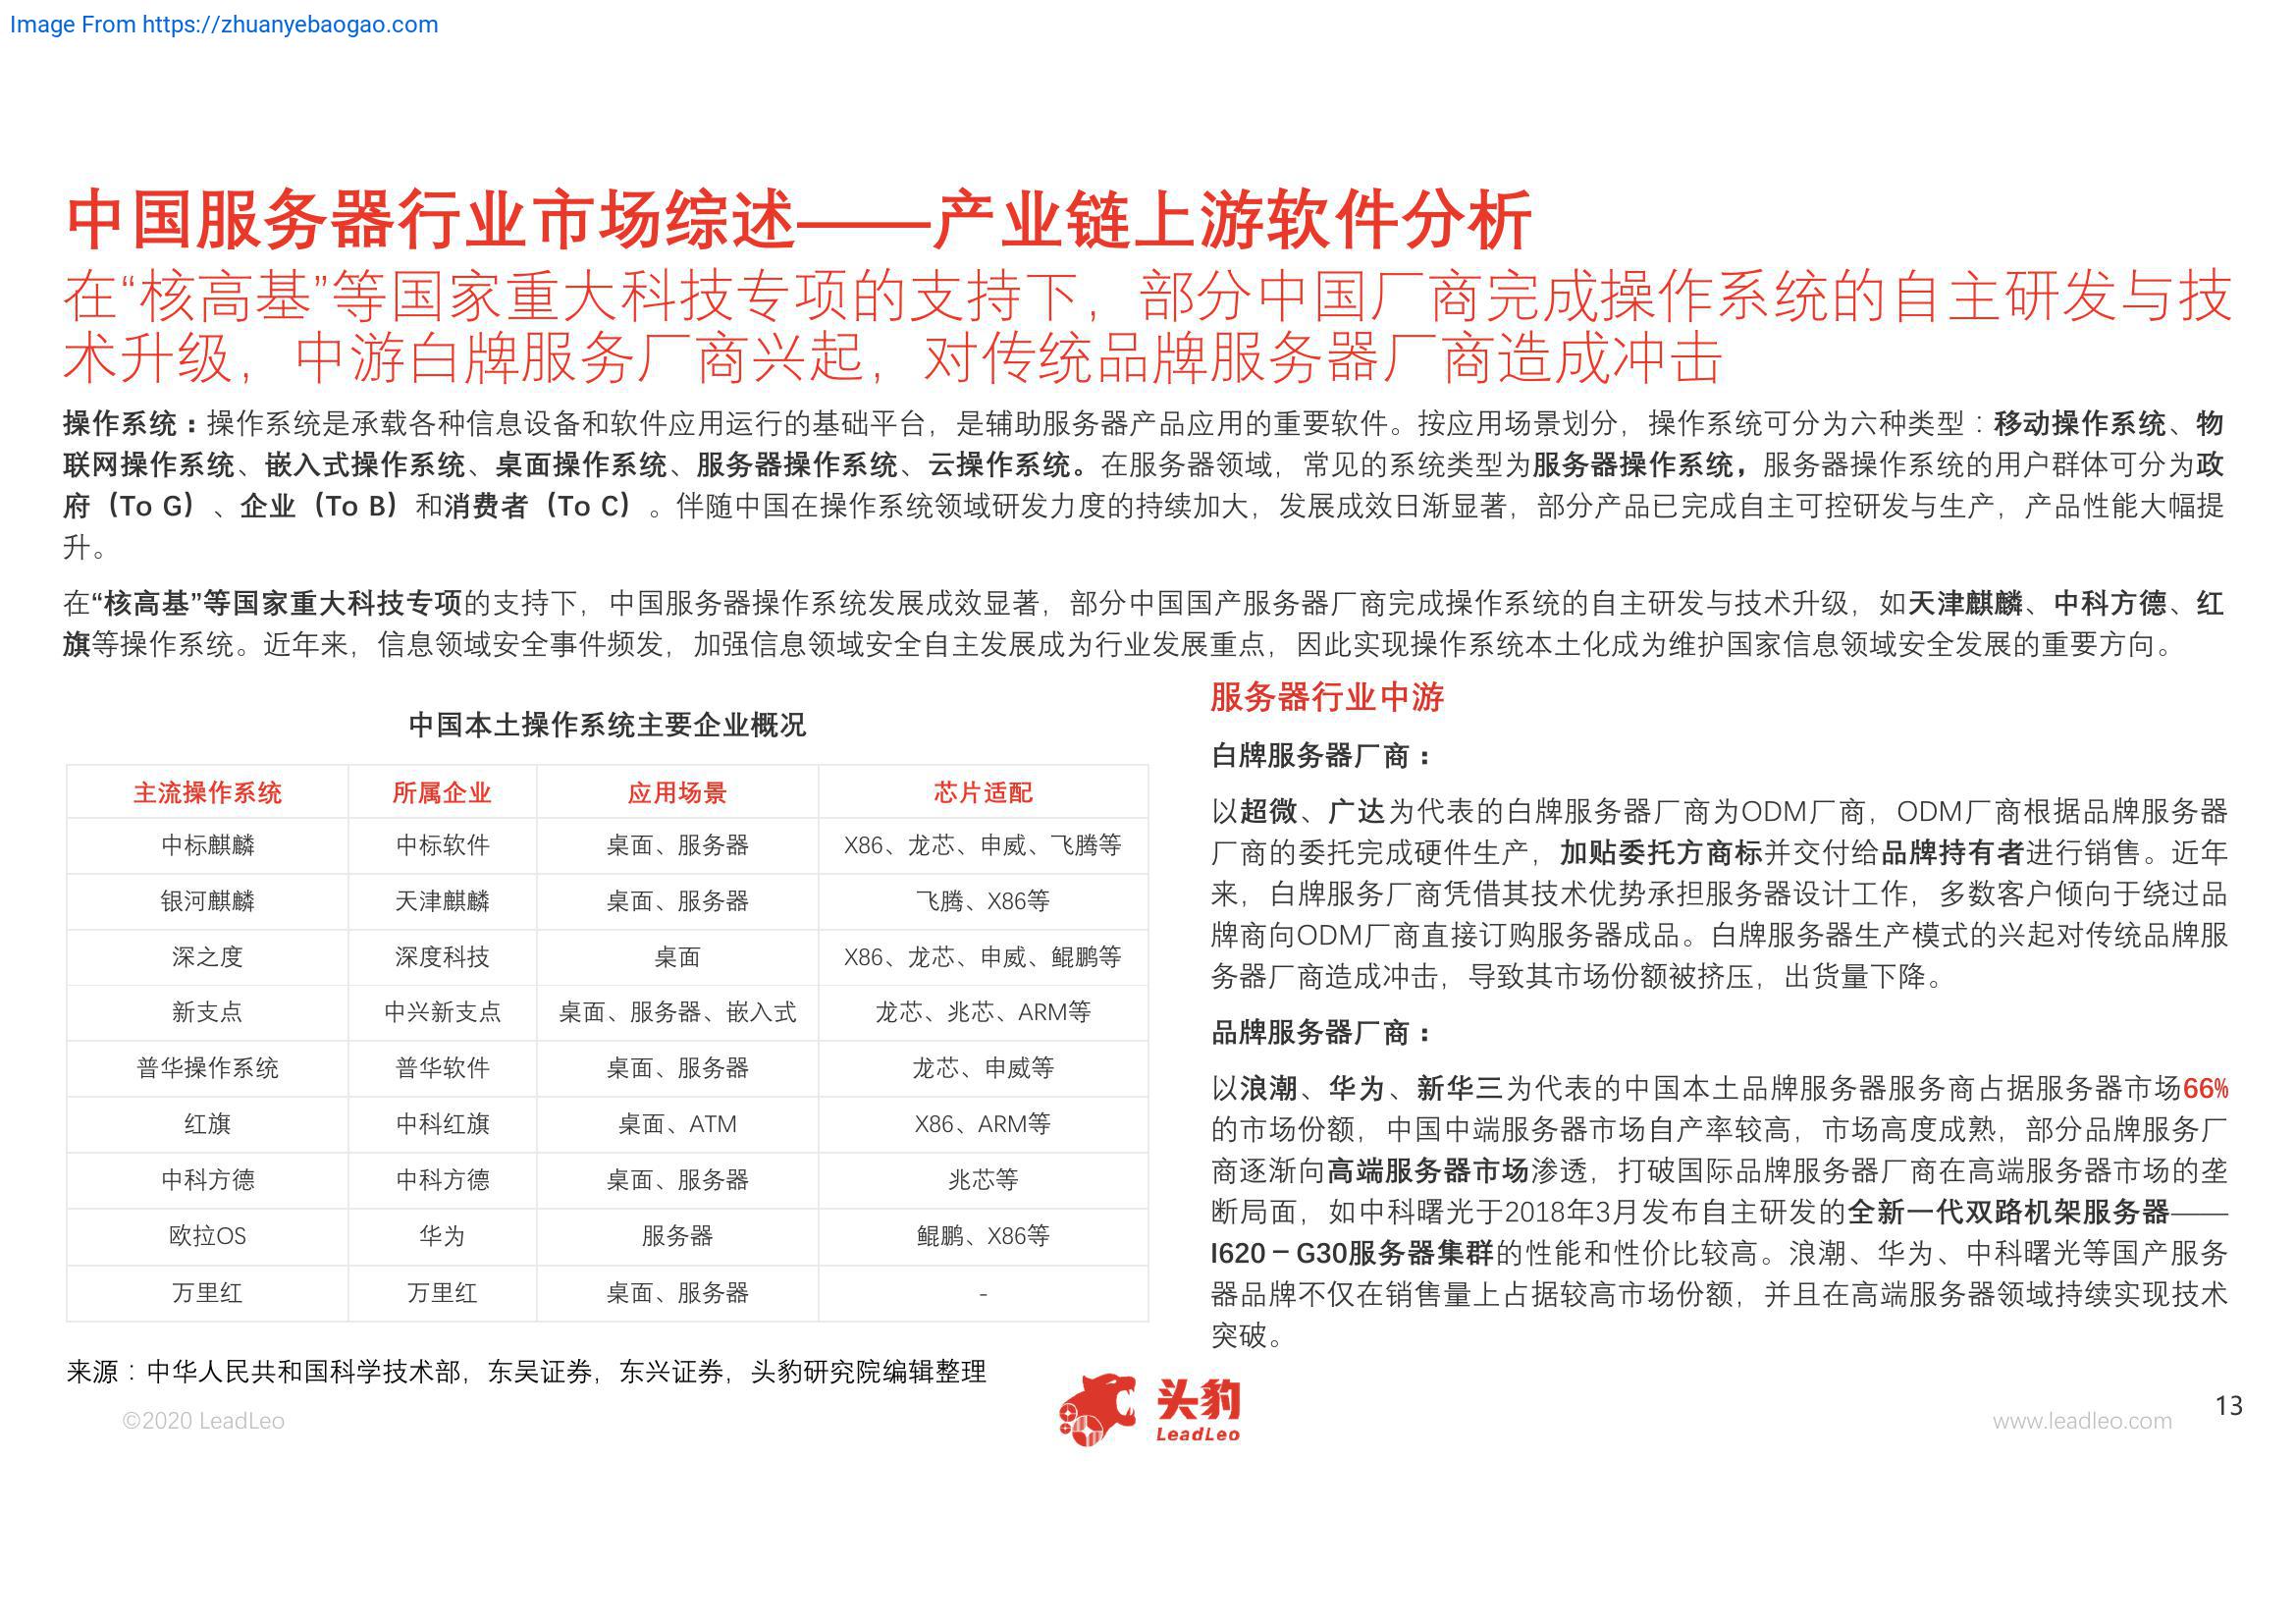 Image From https://zhuanyebaogao.com
中国服务器行业市场综述——产业链上游软件分析
在“核高基”等国家重大科技专项的支持下，部分中国厂商完成操作系统的自主研发与技
术升级，中游白牌服务厂商兴起，对传统品牌服务器厂商造成冲击
操作系统：操作系统是承载各种信息设备和软件应用运行的基础平台，是辅助服务器产品应用的重要软件。按应用场景划分，操作系统可分为六种类型：移动操作系统、物
联网操作系统、嵌入式操作系统、桌面操作系统、服务器操作系统、云操作系统。在服务器领域，常见的系统类型为服务器操作系统，服务器操作系统的用户群体可分为政
府（To G）、企业（To B）和消费者（To C）。伴随中国在操作系统领域研发力度的持续加大，发展成效日渐显著，部分产品已完成自主可控研发与生产，产品性能大幅提
升。
在“核高基”等国家重大科技专项的支持下，中国服务器操作系统发展成效显著，部分中国国产服务器厂商完成操作系统的自主研发与技术升级，如天津麒麟、中科方德、红
旗等操作系统。近年来，信息领域安全事件频发，加强信息领域安全自主发展成为行业发展重点，因此实现操作系统本土化成为维护国家信息领域安全发展的重要方向。
中国本土操作系统主要企业概况
主流操作系统 所属企业 应用场景 芯片适配
中标麒麟 中标软件 桌面、服务器 X86、龙芯、申威、飞腾等
银河麒麟 天津麒麟 桌面、服务器 飞腾、X86等
深之度 深度科技 桌面 X86、龙芯、申威、鲲鹏等
新支点 中兴新支点 桌面、服务器、嵌入式 龙芯、兆芯、ARM等
普华操作系统 普华软件 桌面、服务器 龙芯、申威等
红旗 中科红旗 桌面、ATM X86、ARM等
中科方德 中科方德 桌面、服务器 兆芯等
欧拉OS 华为 服务器 鲲鹏、X86等
万里红 万里红 桌面、服务器 -
来源：中华人民共和国科学技术部，东吴证券，东兴证券，头豹研究院编辑整理
服务器行业中游
白牌服务器厂商：
以超微、广达为代表的白牌服务器厂商为ODM厂商，ODM厂商根据品牌服务器
厂商的委托完成硬件生产，加贴委托方商标并交付给品牌持有者进行销售。近年
来，白牌服务厂商凭借其技术优势承担服务器设计工作，多数客户倾向于绕过品
牌商向ODM厂商直接订购服务器成品。白牌服务器生产模式的兴起对传统品牌服
务器厂商造成冲击，导致其市场份额被挤压，出货量下降。
品牌服务器厂商：
以浪潮、华为、新华三为代表的中国本土品牌服务器服务商占据服务器市场66%
的市场份额，中国中端服务器市场自产率较高，市场高度成熟，部分品牌服务厂
商逐渐向高端服务器市场渗透，打破国际品牌服务器厂商在高端服务器市场的垄
断局面，如中科曙光于2018年3月发布自主研发的全新一代双路机架服务器——
I620－G30服务器集群的性能和性价比较高。浪潮、华为、中科曙光等国产服务
器品牌不仅在销售量上占据较高市场份额，并且在高端服务器领域持续实现技术
突破。
©2020 LeadLeo
头豹
LeadLeo
www.leadleo.com
13